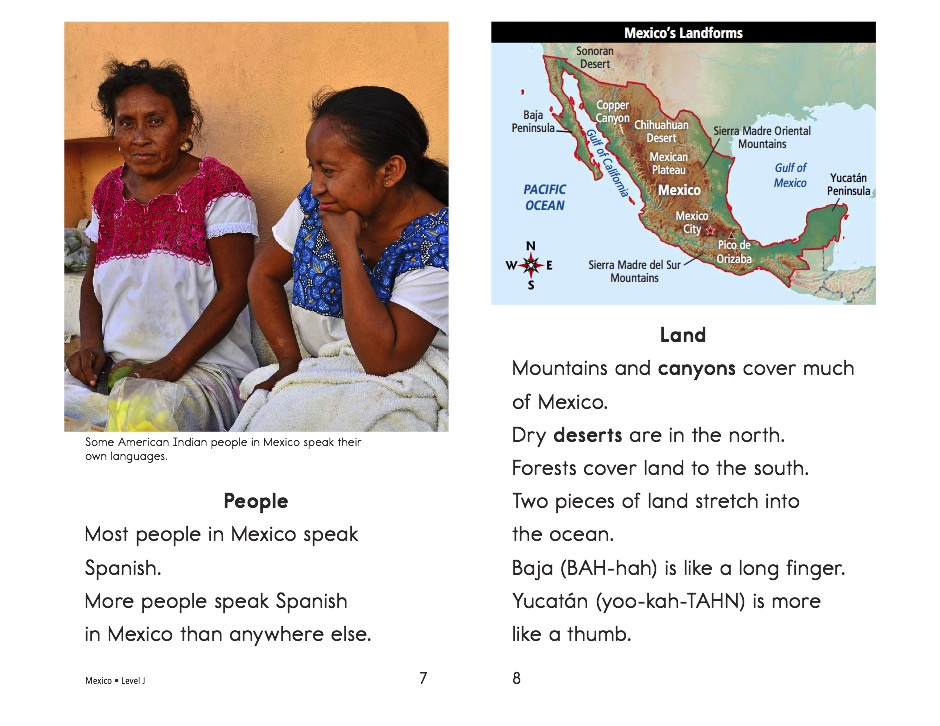 Some American Indian people in Mexico speak their
own languages.
People
Most people in Mexico speak
Spanish.
More people speak Spanish
in Mexico than anywhere else.
Mexico • Level J
7
Mexico's Landforms
Sonoran
Desert
Baja
Peninsula
Copper
Canyon
Chihuahuan
Desert
Sierra Madre Oriental
Mountains
Gulf of California
Mexican
Plateau
Gulf of
Mexico
Yucatán
Peninsula
PACIFIC
OCEAN
Mexico
Mexico
City
Pico de
Orizaba
N
W E
S
Sierra Madre del Sur
Mountains
Land
Mountains and canyons cover much
of Mexico.
Dry deserts are in the north.
Forests cover land to the south.
Two pieces of land stretch into
the ocean.
Baja (BAH-hah) is like a long finger.
Yucatán (yoo-kah-TAHN) is more
like a thumb.
8